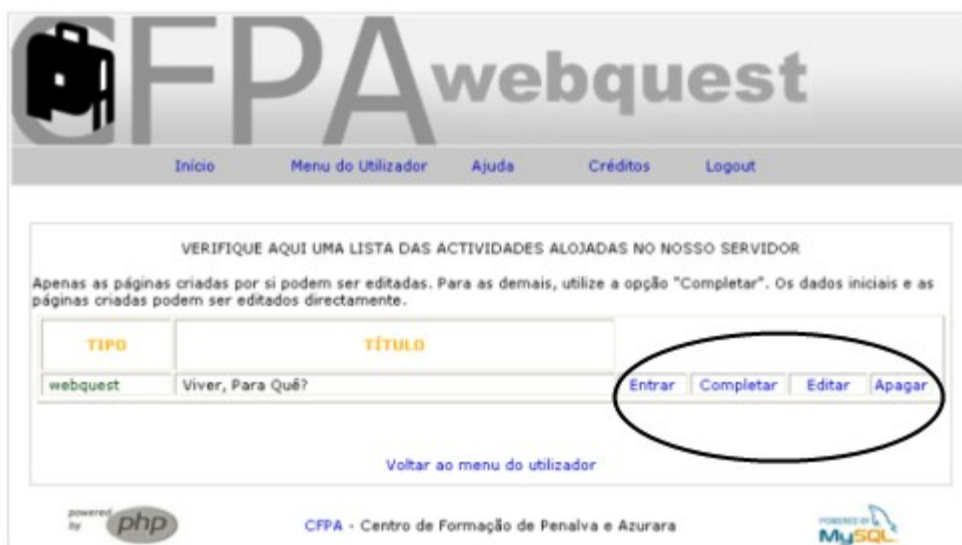 CFPA webquest
Início Menu do Utilizador Ajuda Créditos Logout
VERIFIQUE AQUI UMA LISTA DAS ACTIVIDADES ALOJADAS NO NOSSO SERVIDOR
Apenas as páginas criadas por si podem ser editadas. Para as demais, utilize a opção "Completar". Os dados iniciais e as
páginas criadas podem ser editados directamente.
TIPO TÍTULO
webquest Viver, Para Quê? Entrar Completar Editar Apagar
Voltar ao menu do utilizador
powered by php CFPA - Centro de Formação de Penalva e Azurara POWERED BY MySQL